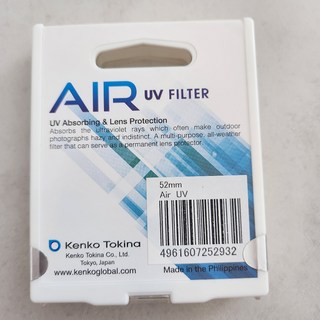 AIR UV FILTER
UV Absorbing & Lens Protection
Absorbs the ultraviolet rays which often make outdoor
photographs hazy and indistinct. A multi-purpose, all-weather
filter that can serve as a permanent lens protector.
52mm
Air UV
4961607252932
Kenko Tokina
Kenko Tokina Co., Ltd.
Tokyo, Japan
www.kenkoglobal.com
Made in the Philippines